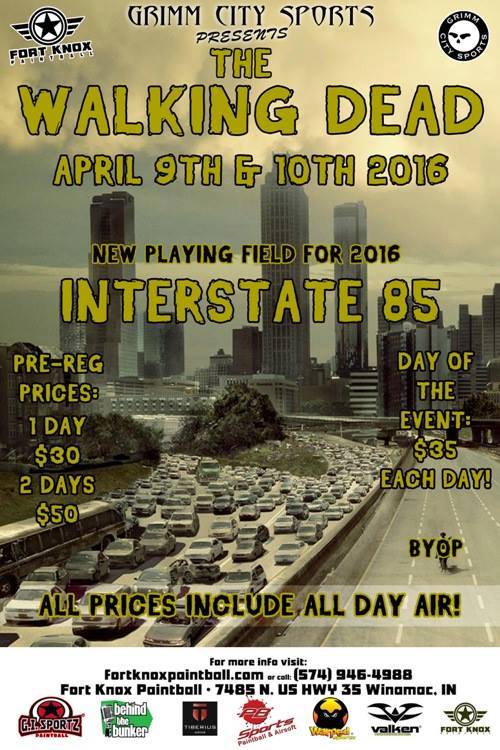 GRIMM CITY SPORTS
PRESENTS
FORT KNOX
PAINTBALL
GRIMM
CITY SPORTS
THE
WALKING DEAD
APRIL 9TH & 10TH 2016
NEW PLAYING FIELD FOR 2016
INTERSTATE 85
PRE-REG
PRICES:
1 DAY
$30
2 DAYS
$50
DAY OF
THE
EVENT:
$35
EACH DAY!
BYOP
ALL PRICES INCLUDE ALL DAY AIR!
For more info visit:
Fortknoxpaintball.com or call: (574) 946-4988
Fort Knox Paintball • 7485 N. US HWY 35 Winamac, IN
G.I. SPORTZ
PAINTBALL
behind
the
bunker
TIBERIUS
Sports
Paintball & Airsoft
valken
FORT KNOX